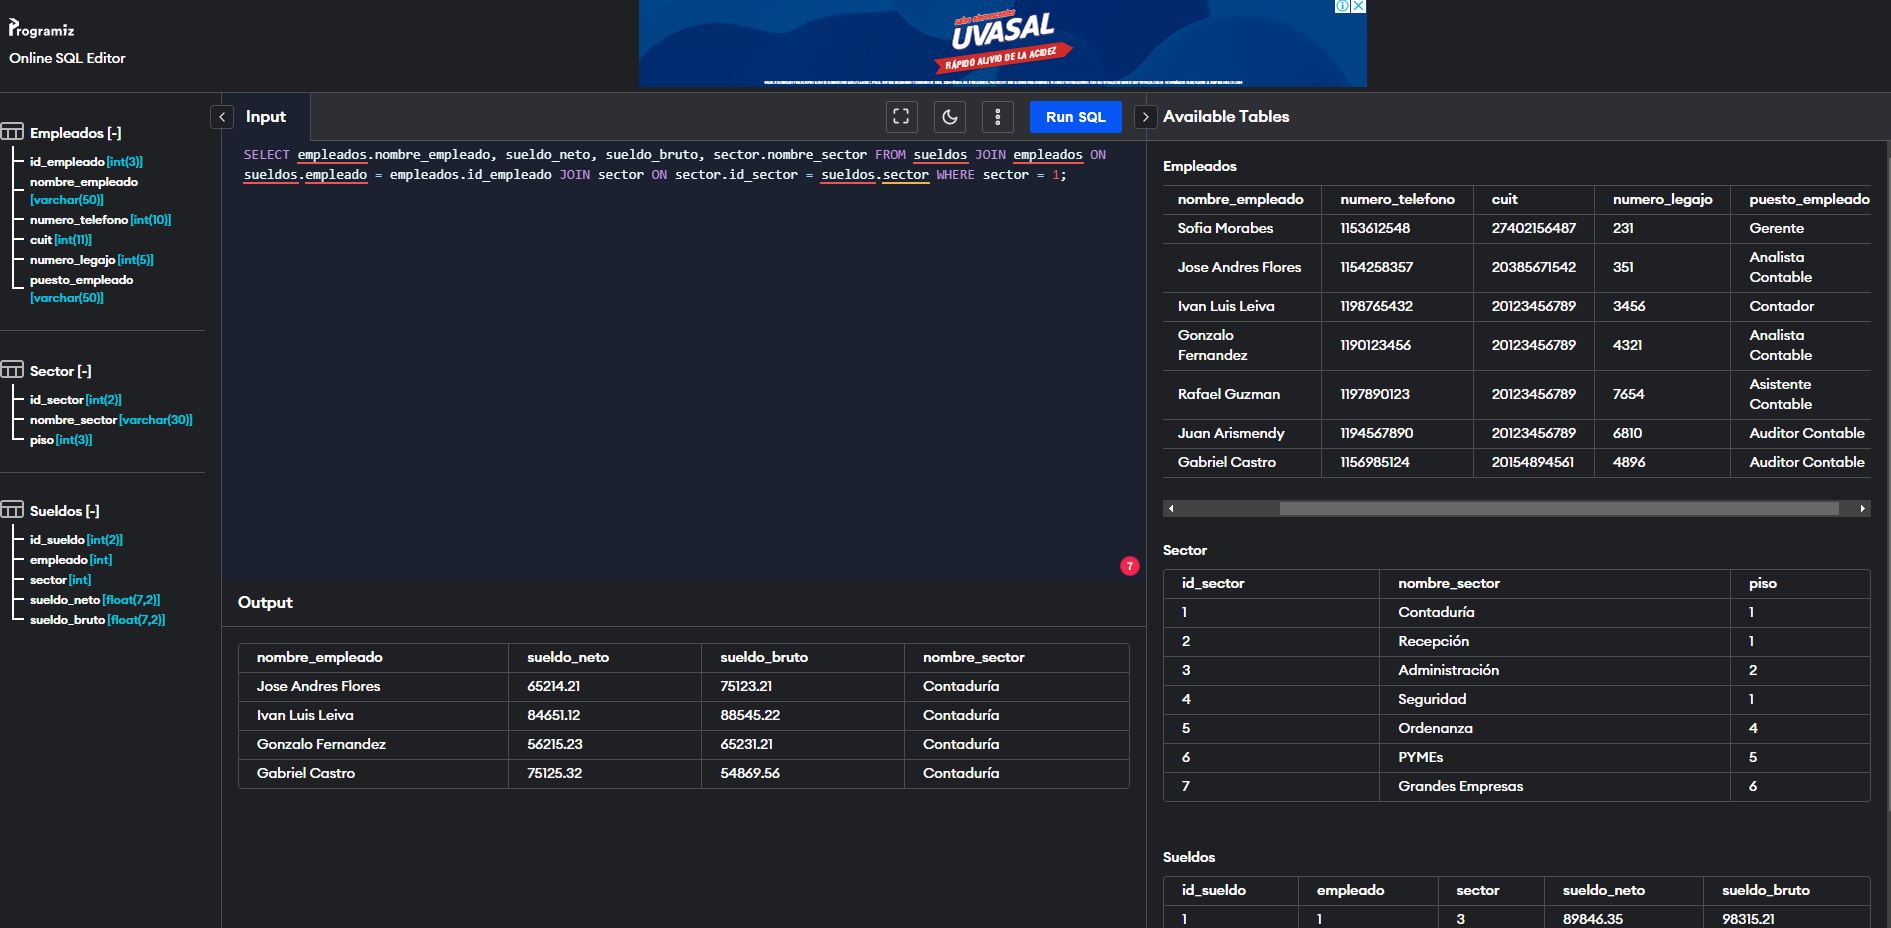 Programiz
Online SQL Editor
sales efervescentes
UVASAL
RÁPIDO ALIVIO DE LA ACIDEZ
Empleados [-]
id_empleado [int(3)]
nombre_empleado
[varchar(50)]
numero_telefono [int(10)]
cuit [int(11)]
numero_legajo [int(5)]
puesto_empleado
[varchar(50)]
Sector [-]
id_sector [int(2)]
nombre_sector [varchar(30)]
piso [int(3)]
Sueldos [-]
id_sueldo [int(2)]
empleado [int]
sector [int]
sueldo_neto [float(7,2)]
sueldo_bruto [float(7,2)]
Input
Run SQL
SELECT empleados.nombre_empleado, sueldo_neto, sueldo_bruto, sector.nombre_sector FROM sueldos JOIN empleados ON
sueldos.empleado = empleados.id_empleado JOIN sector ON sector.id_sector = sueldos.sector WHERE sector = 1;
7
Output
nombre_empleado sueldo_neto sueldo_bruto nombre_sector
Jose Andres Flores 65214.21 75123.21 Contaduría
Ivan Luis Leiva 84651.12 88545.22 Contaduría
Gonzalo Fernandez 56215.23 65231.21 Contaduría
Gabriel Castro 75125.32 54869.56 Contaduría
Available Tables
Empleados
nombre_empleado numero_telefono cuit numero_legajo puesto_empleado
Sofia Morabes 1153612548 27402156487 231 Gerente
Jose Andres Flores 1154258357 20385671542 351 Analista
Contable
Ivan Luis Leiva 1198765432 20123456789 3456 Contador
Gonzalo
Fernandez 1190123456 20123456789 4321 Analista
Contable
Rafael Guzman 1197890123 20123456789 7654 Asistente
Contable
Juan Arismendy 1194567890 20123456789 6810 Auditor Contable
Gabriel Castro 1156985124 20154894561 4896 Auditor Contable
Sector
id_sector nombre_sector piso
1 Contaduría 1
2 Recepción 1
3 Administración 2
4 Seguridad 1
5 Ordenanza 4
6 PYMEs 5
7 Grandes Empresas 6
Sueldos
id_sueldo empleado sector sueldo_neto sueldo_bruto
1 1 3 89846.35 98315.21